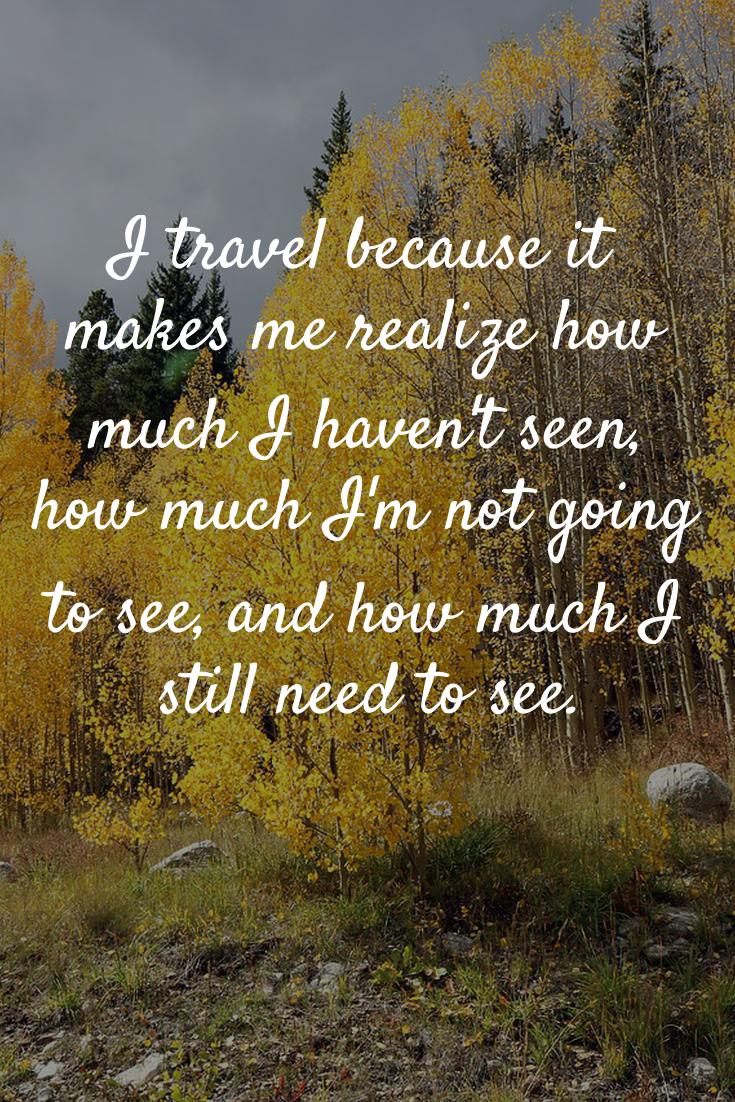 I travel because it
makes me realize how
much I haven't seen,
how much I'm not going
to see, and how much I
still need to see.